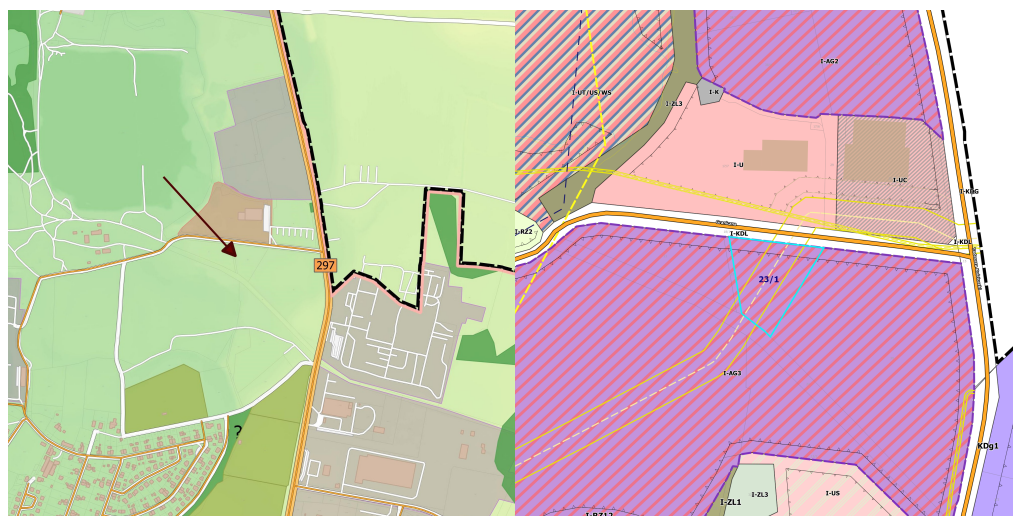 297
?
I-AG2
I-UT/US/WS
I-K
I-ZL3
I-U
I-UC
I-KDG
I-RZ2
I-KDL
I-KDL
23/1
I-AG3
KDg1
I-ZL3
I-US
I-ZL1
I-RZ12